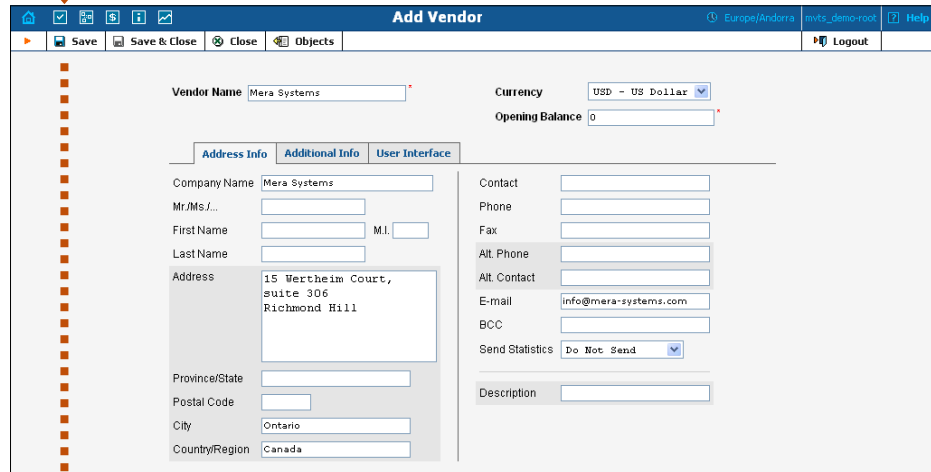 Add Vendor
Europe/Andorra
mvts_demo-root
[?] Help
Save
Save & Close
Close
Objects
Logout
Vendor Name Mera Systems *
Currency USD - US Dollar
Opening Balance 0 *
Address Info Additional Info User Interface
Company Name Mera Systems
Mr./Ms./...
First Name M.I.
Last Name
Address 15 Wertheim Court,
suite 306
Richmond Hill
Province/State
Postal Code
City Ontario
Country/Region Canada
Contact
Phone
Fax
Alt. Phone
Alt. Contact
E-mail info@mera-systems.com
BCC
Send Statistics Do Not Send
Description